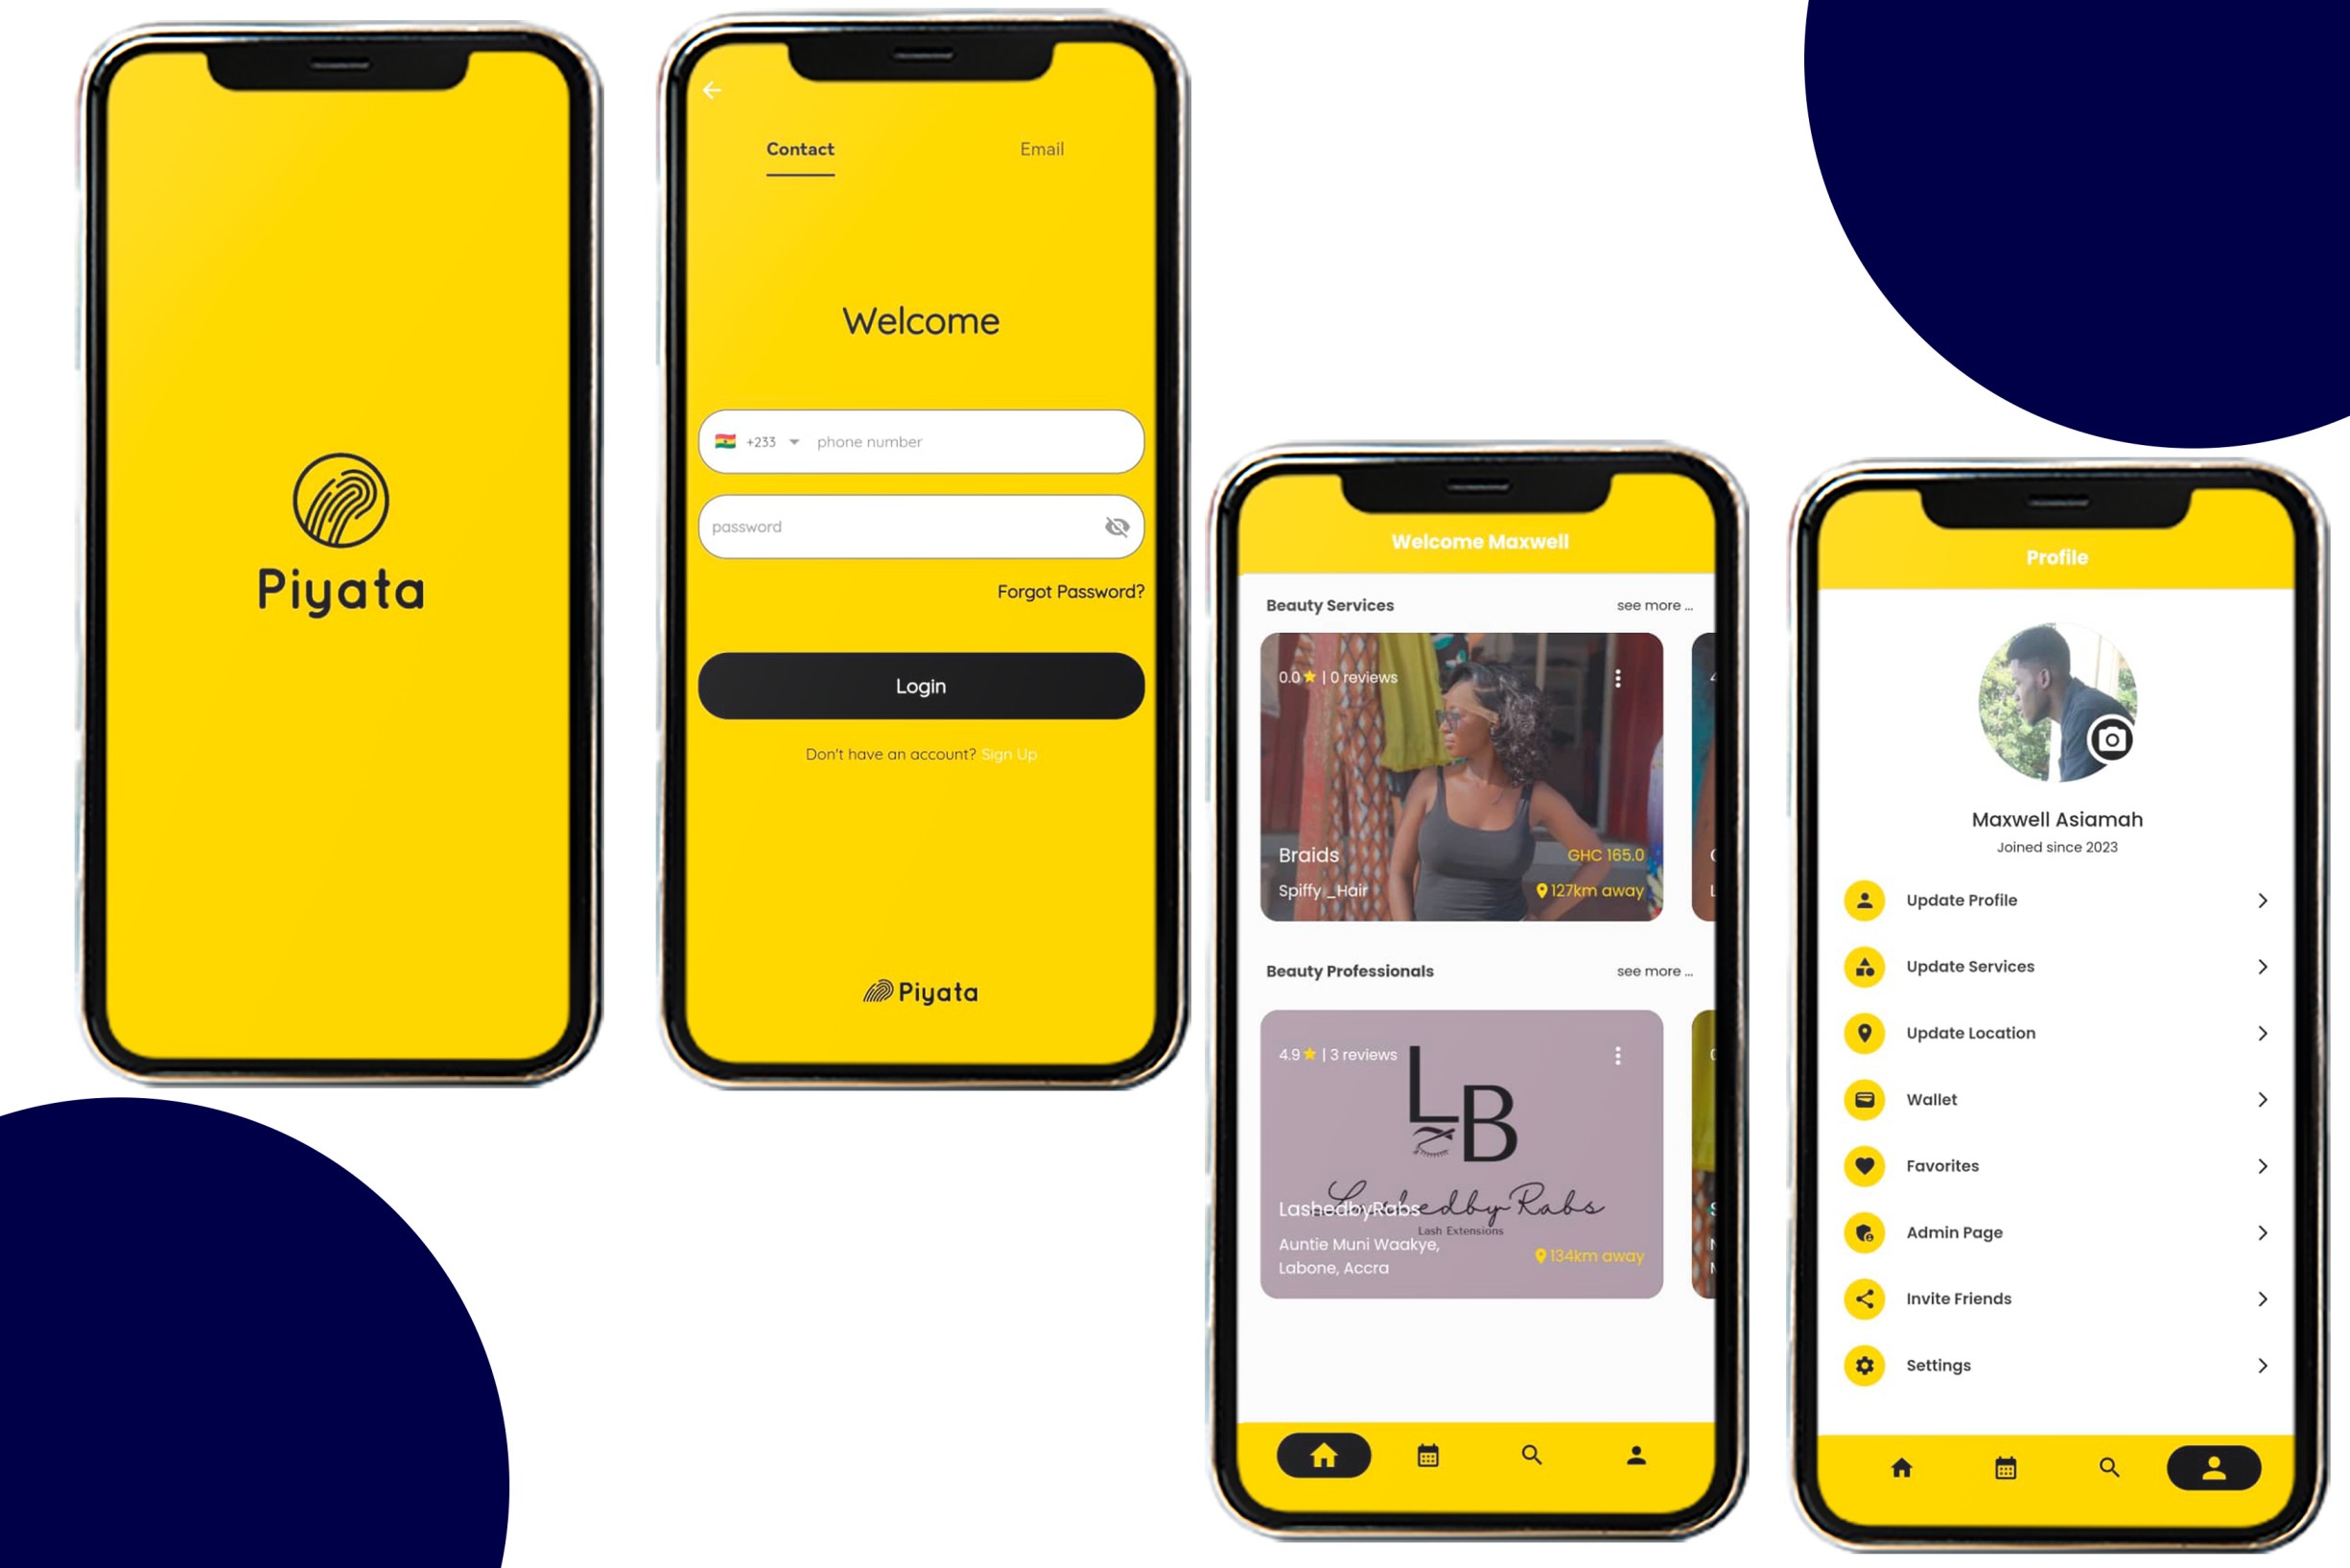 Piyata
Contact
Email
Welcome
+233
phone number
password
Forgot Password?
Login
Don't have an account? Sign Up
Piyata
Welcome Maxwell
Beauty Services
see more ...
0.0 | 0 reviews
Braids
GHC 165.0
Spiffy _Hair
127km away
Beauty Professionals
see more ...
4.9 | 3 reviews
LB
LashedbyRabs
LashedbyRabs
Lash Extensions
Auntie Muni Waakye,
Labone, Accra
134km away
Profile
Maxwell Asiamah
Joined since 2023
Update Profile
Update Services
Update Location
Wallet
Favorites
Admin Page
Invite Friends
Settings